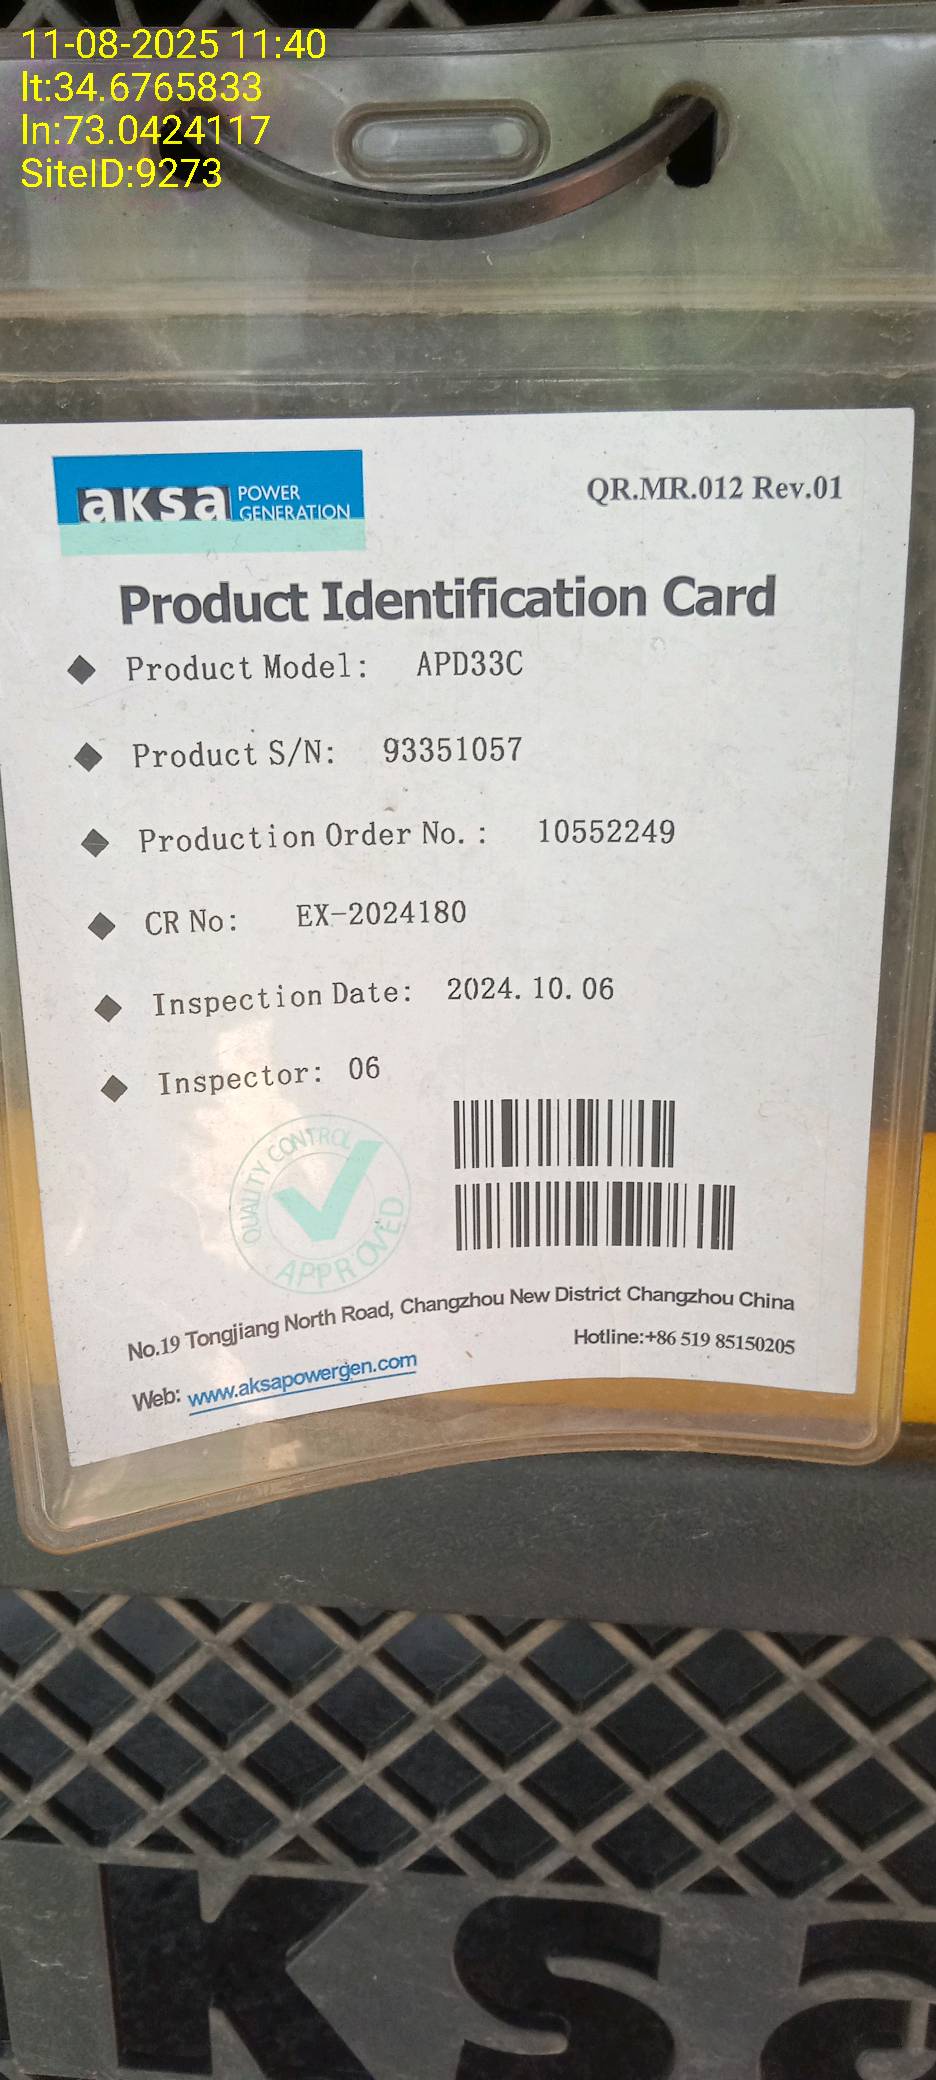 11-08-2025 11:40
lt:34.6765833
ln:73.0424117
SiteID:9273
aksa POWER GENERATION
QR.MR.012 Rev.01
Product Identification Card
◆ Product Model: APD33C
◆ Product S/N: 93351057
◆ Production Order No.: 10552249
◆ CR No: EX-2024180
◆ Inspection Date: 2024.10.06
◆ Inspector: 06
QUALITY CONTROL
APPROVED
No.19 Tongjiang North Road, Changzhou New District Changzhou China
Hotline:+86 519 85150205
Web: www.aksapowergen.com
Ksa